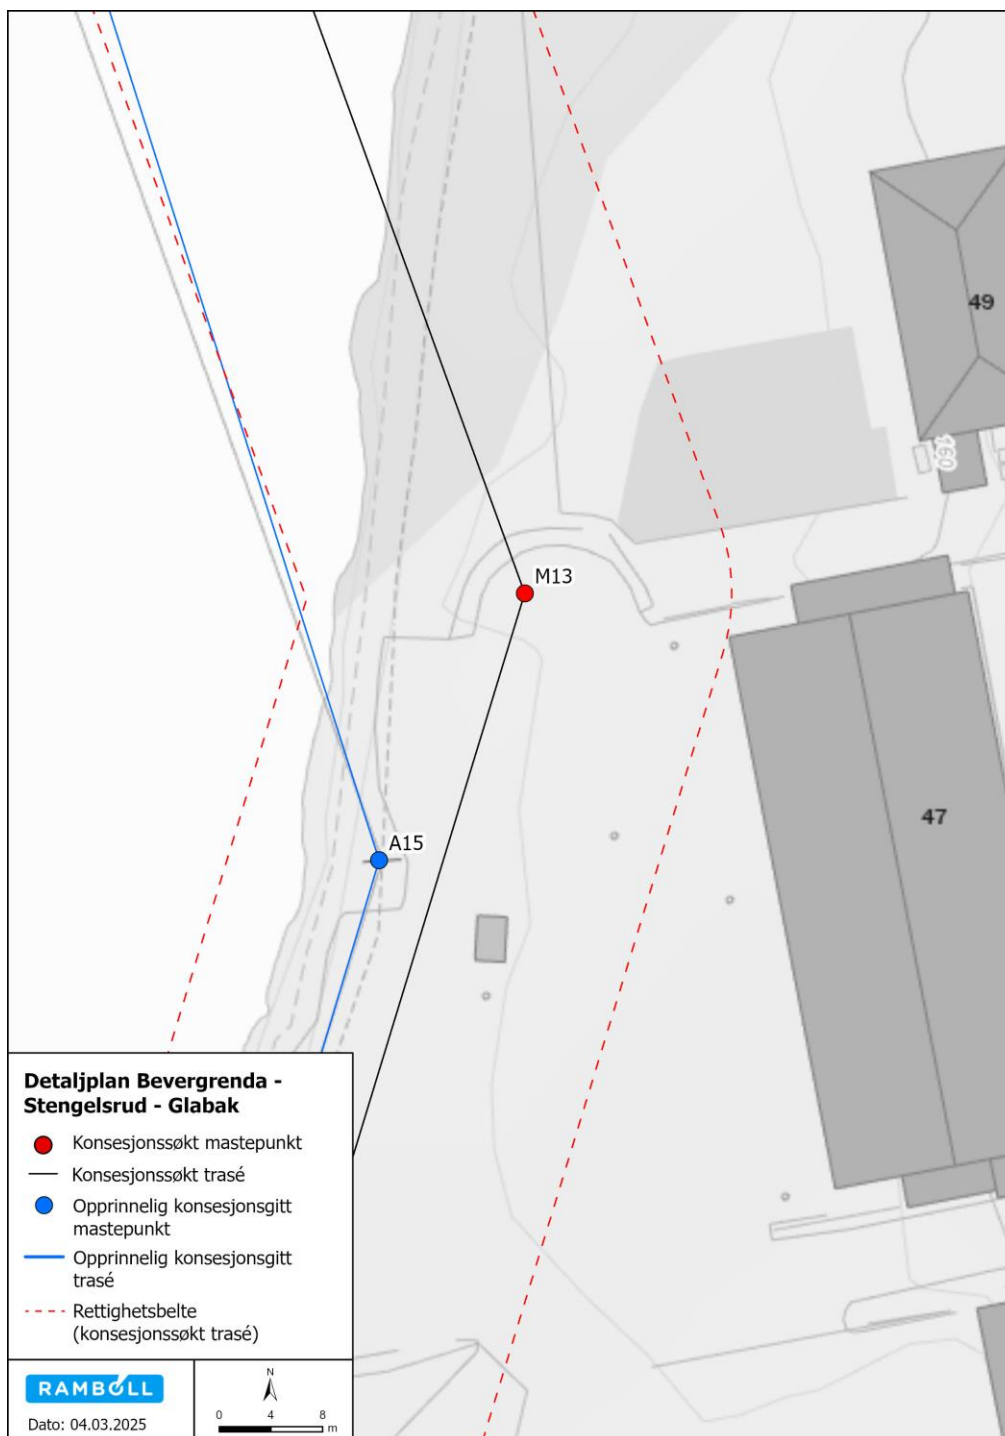 49
160
M13
47
A15
Detaljplan Bevergrenda -
Stengelsrud - Glabak
Konsesjonssøkt mastepunkt
Konsesjonssøkt trasé
Opprinnelig konsesjonsgitt
mastepunkt
Opprinnelig konsesjonsgitt
trasé
Rettighetsbelte
(konsesjonssøkt trasé)
RAMBOLL
Dato: 04.03.2025
N
0 4 8
m